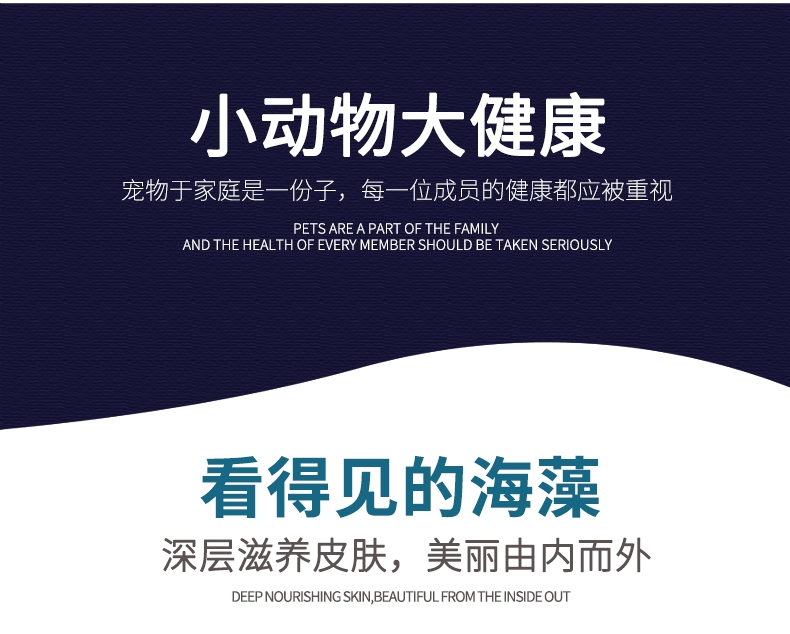 小动物大健康
宠物于家庭是一份子，每一位成员的健康都应被重视
PETS ARE A PART OF THE FAMILY
AND THE HEALTH OF EVERY MEMBER SHOULD BE TAKEN SERIOUSLY
看得见的海藻
深层滋养皮肤，美丽由内而外
DEEP NOURISHING SKIN,BEAUTIFUL FROM THE INSIDE OUT